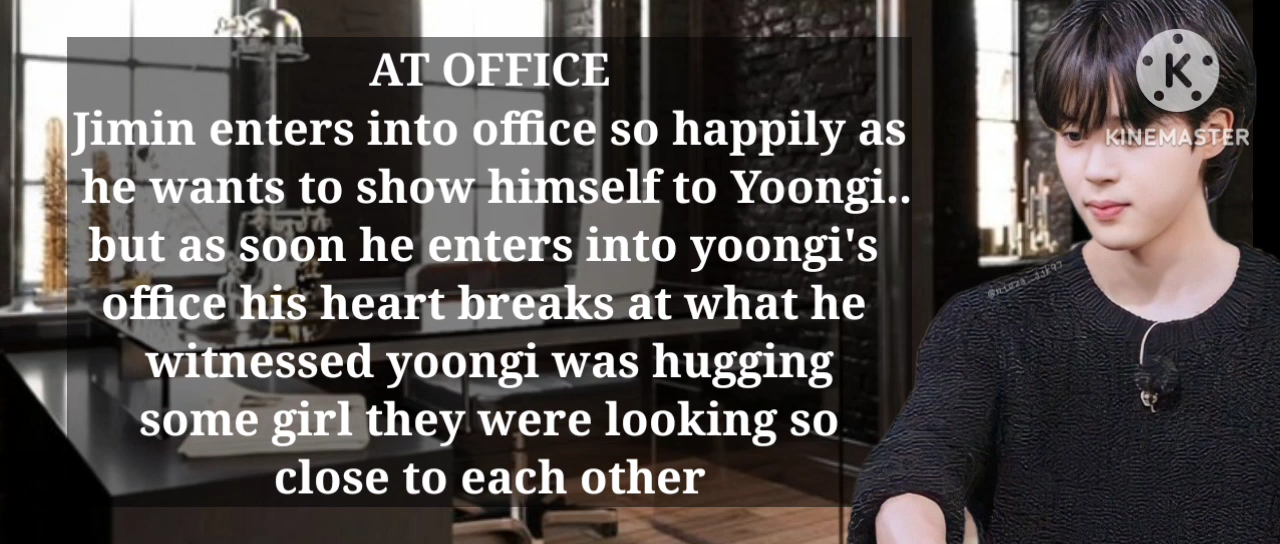 AT OFFICE
Jimin enters into office so happily as
he wants to show himself to Yoongi..
but as soon he enters into yoongi's
office his heart breaks at what he
witnessed yoongi was hugging
some girl they were looking so
close to each other
K
KINEMASTER